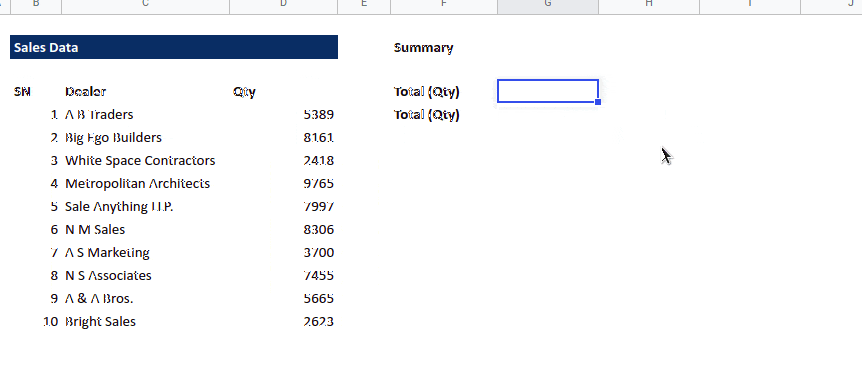 B C D E F G H I J
Sales Data Summary
SN Dealer Qty Total (Qty)
1 A B Traders 5389 Total (Qty)
2 Big Ego Builders 8161
3 White Space Contractors 2418
4 Metropolitan Architects 9765
5 Sale Anything LLP. 7997
6 N M Sales 8306
7 A S Marketing 3700
8 N S Associates 7455
9 A & A Bros. 5665
10 Bright Sales 2623